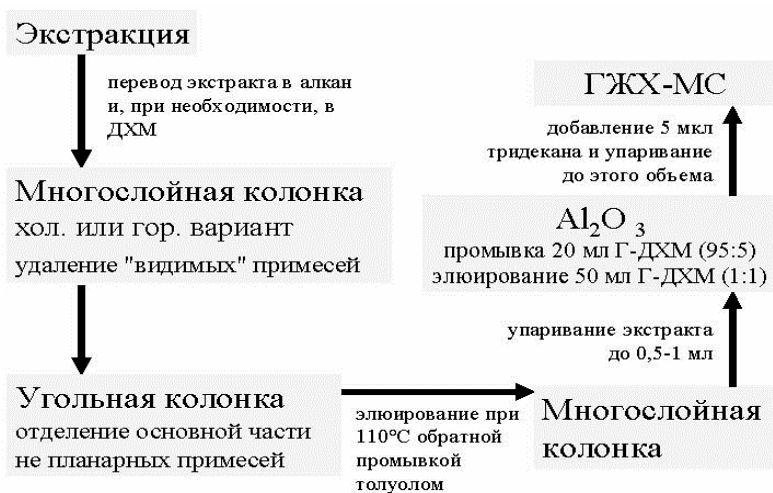 Экстракция
перевод экстракта в алкан
и, при необходимости, в
ДХМ
Многослойная колонка
хол. или гор. вариант
удаление "видимых" примесей
Угольная колонка
отделение основной части
не планарных примесей
элюирование при
110°С обратной
промывкой
толуолом
Многослойная
колонка
упаривание экстракта
до 0,5-1 мл
Al2O 3
промывка 20 мл Г-ДХМ (95:5)
элюирование 50 мл Г-ДХМ (1:1)
добавление 5 мкл
тридекана и упаривание
до этого объема
ГЖХ-МС